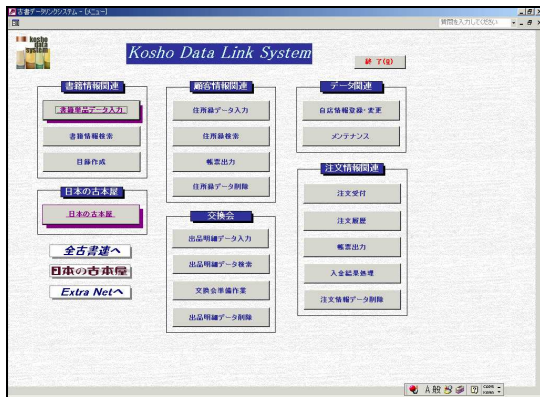 古書データリンクシステム - [メニュー]
質問を入力してください
kosho
data
system
Kosho Data Link System
終 了(Q)
書籍情報関連
書籍単品データ入力
書籍情報検索
目録作成
日本の古本屋
日本の古本屋
全古書連へ
日本の古本屋
Extra Netへ
顧客情報関連
住所録データ入力
住所録検索
帳票出力
住所録データ削除
交換会
出品明細データ入力
出品明細データ検索
交換会準備作業
出品明細データ削除
データ関連
自店情報登録・変更
メンテナンス
注文情報関連
注文受付
注文履歴
帳票出力
入金結果処理
注文情報データ削除
A 般
CAPS
KANA